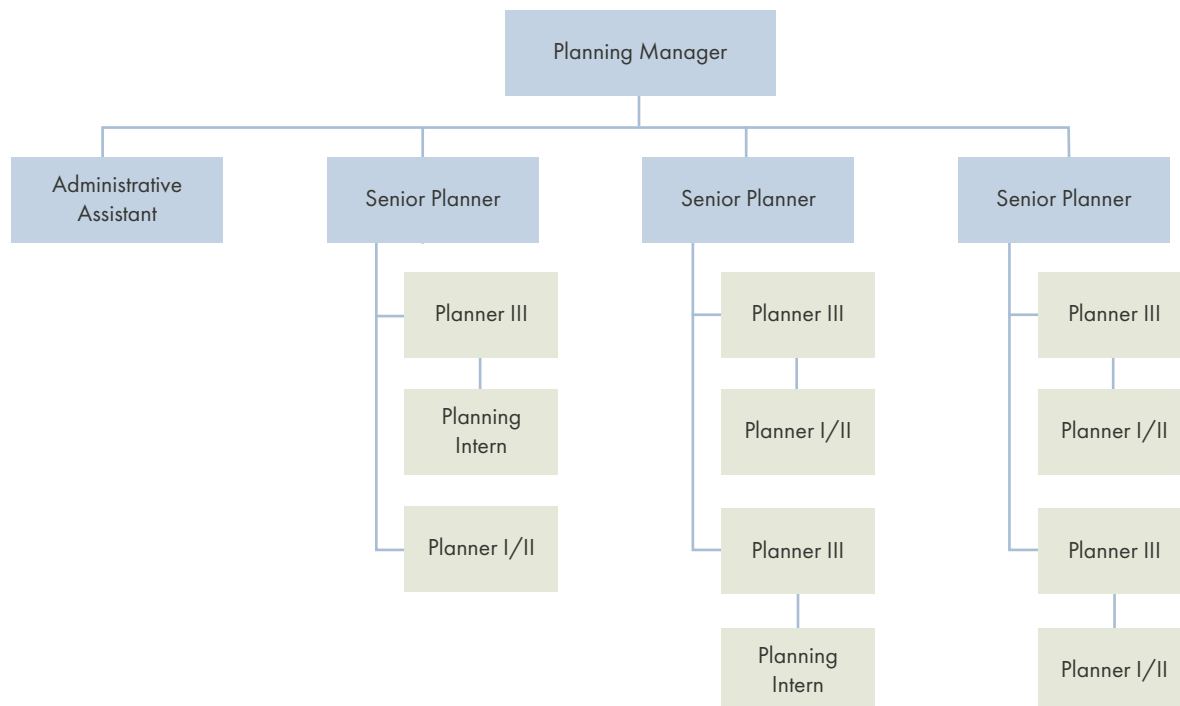 Planning Manager
Administrative
Assistant
Senior Planner
Senior Planner
Senior Planner
Planner III
Planner III
Planner III
Planning
Intern
Planner I/II
Planner I/II
Planner I/II
Planner III
Planner III
Planning
Intern
Planner I/II